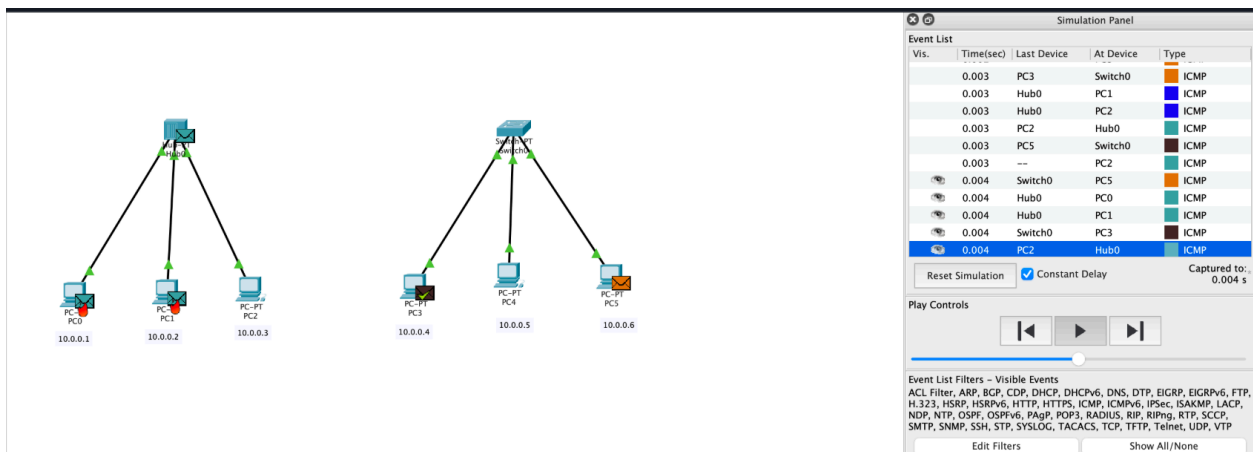 Simulation Panel
Event List
Vis. Time(sec) Last Device At Device Type
0.003 PC3 Switch0 ICMP
0.003 Hub0 PC1 ICMP
0.003 Hub0 PC2 ICMP
0.003 PC2 Hub0 ICMP
0.003 PC5 Switch0 ICMP
0.003 -- PC2 ICMP
0.004 Switch0 PC5 ICMP
0.004 Hub0 PC0 ICMP
0.004 Hub0 PC1 ICMP
0.004 Switch0 PC3 ICMP
0.004 PC2 Hub0 ICMP
Reset Simulation Constant Delay Captured to:
0.004 s
Play Controls
Event List Filters - Visible Events
ACL Filter, ARP, BGP, CDP, DHCP, DHCPv6, DNS, DTP, EIGRP, EIGRPv6, FTP,
H.323, HSRP, HSRPv6, HTTP, HTTPS, ICMP, ICMPv6, IPSec, ISAKMP, LACP,
NDP, NTP, OSPF, OSPFv6, PAgP, POP3, RADIUS, RIP, RIPng, RTP, SCCP,
SMTP, SNMP, SSH, STP, SYSLOG, TACACS, TCP, TFTP, Telnet, UDP, VTP
Edit Filters Show All/None
Hub-PT
Hub0
Switch-PT
Switch0
PC0
10.0.0.1
PC1
10.0.0.2
PC-PT
PC2
10.0.0.3
PC-PT
PC3
10.0.0.4
PC-PT
PC4
10.0.0.5
PC-PT
PC5
10.0.0.6